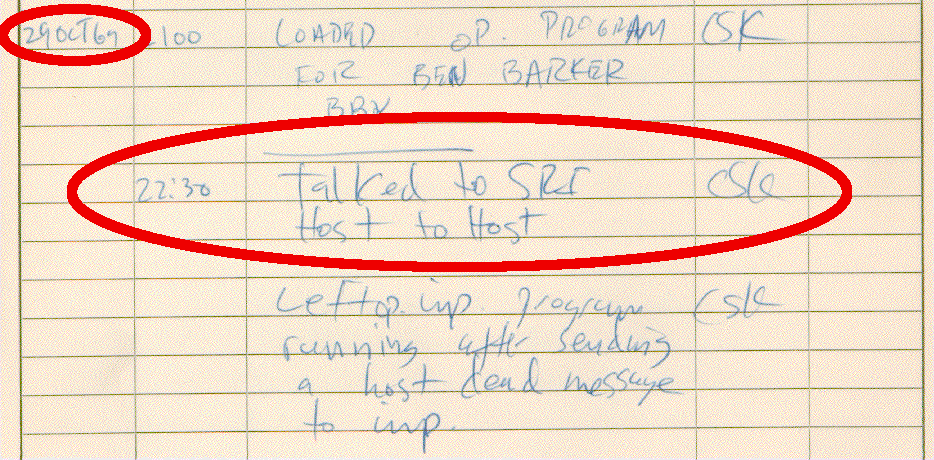 29OCT69 2100 LOADED OP. PROGRAM CSK
FOR BEN BARKER
BBN
22:30 Talked to SRI CSK
Host to Host
Left op. imp. program CSK
running after sending
a host dead message
to imp.